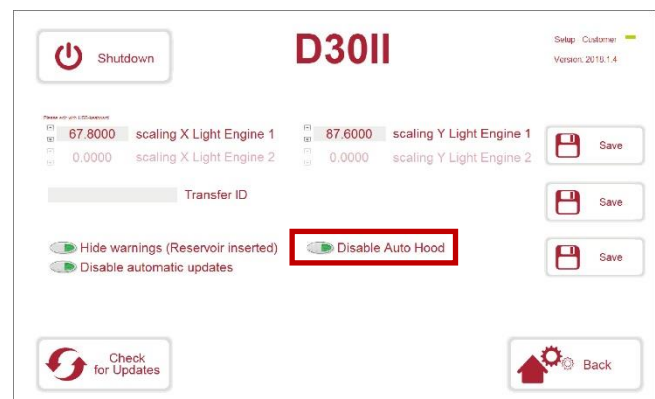 Shutdown
D30II
Setup Customer
Version: 2018.1.4
67.8000 scaling X Light Engine 1
87.6000 scaling Y Light Engine 1
Save
0.0000 scaling X Light Engine 2
0.0000 scaling Y Light Engine 2
Transfer ID
Save
Hide warnings (Reservoir inserted)
Disable Auto Hood
Save
Disable automatic updates
Check
for Updates
Back